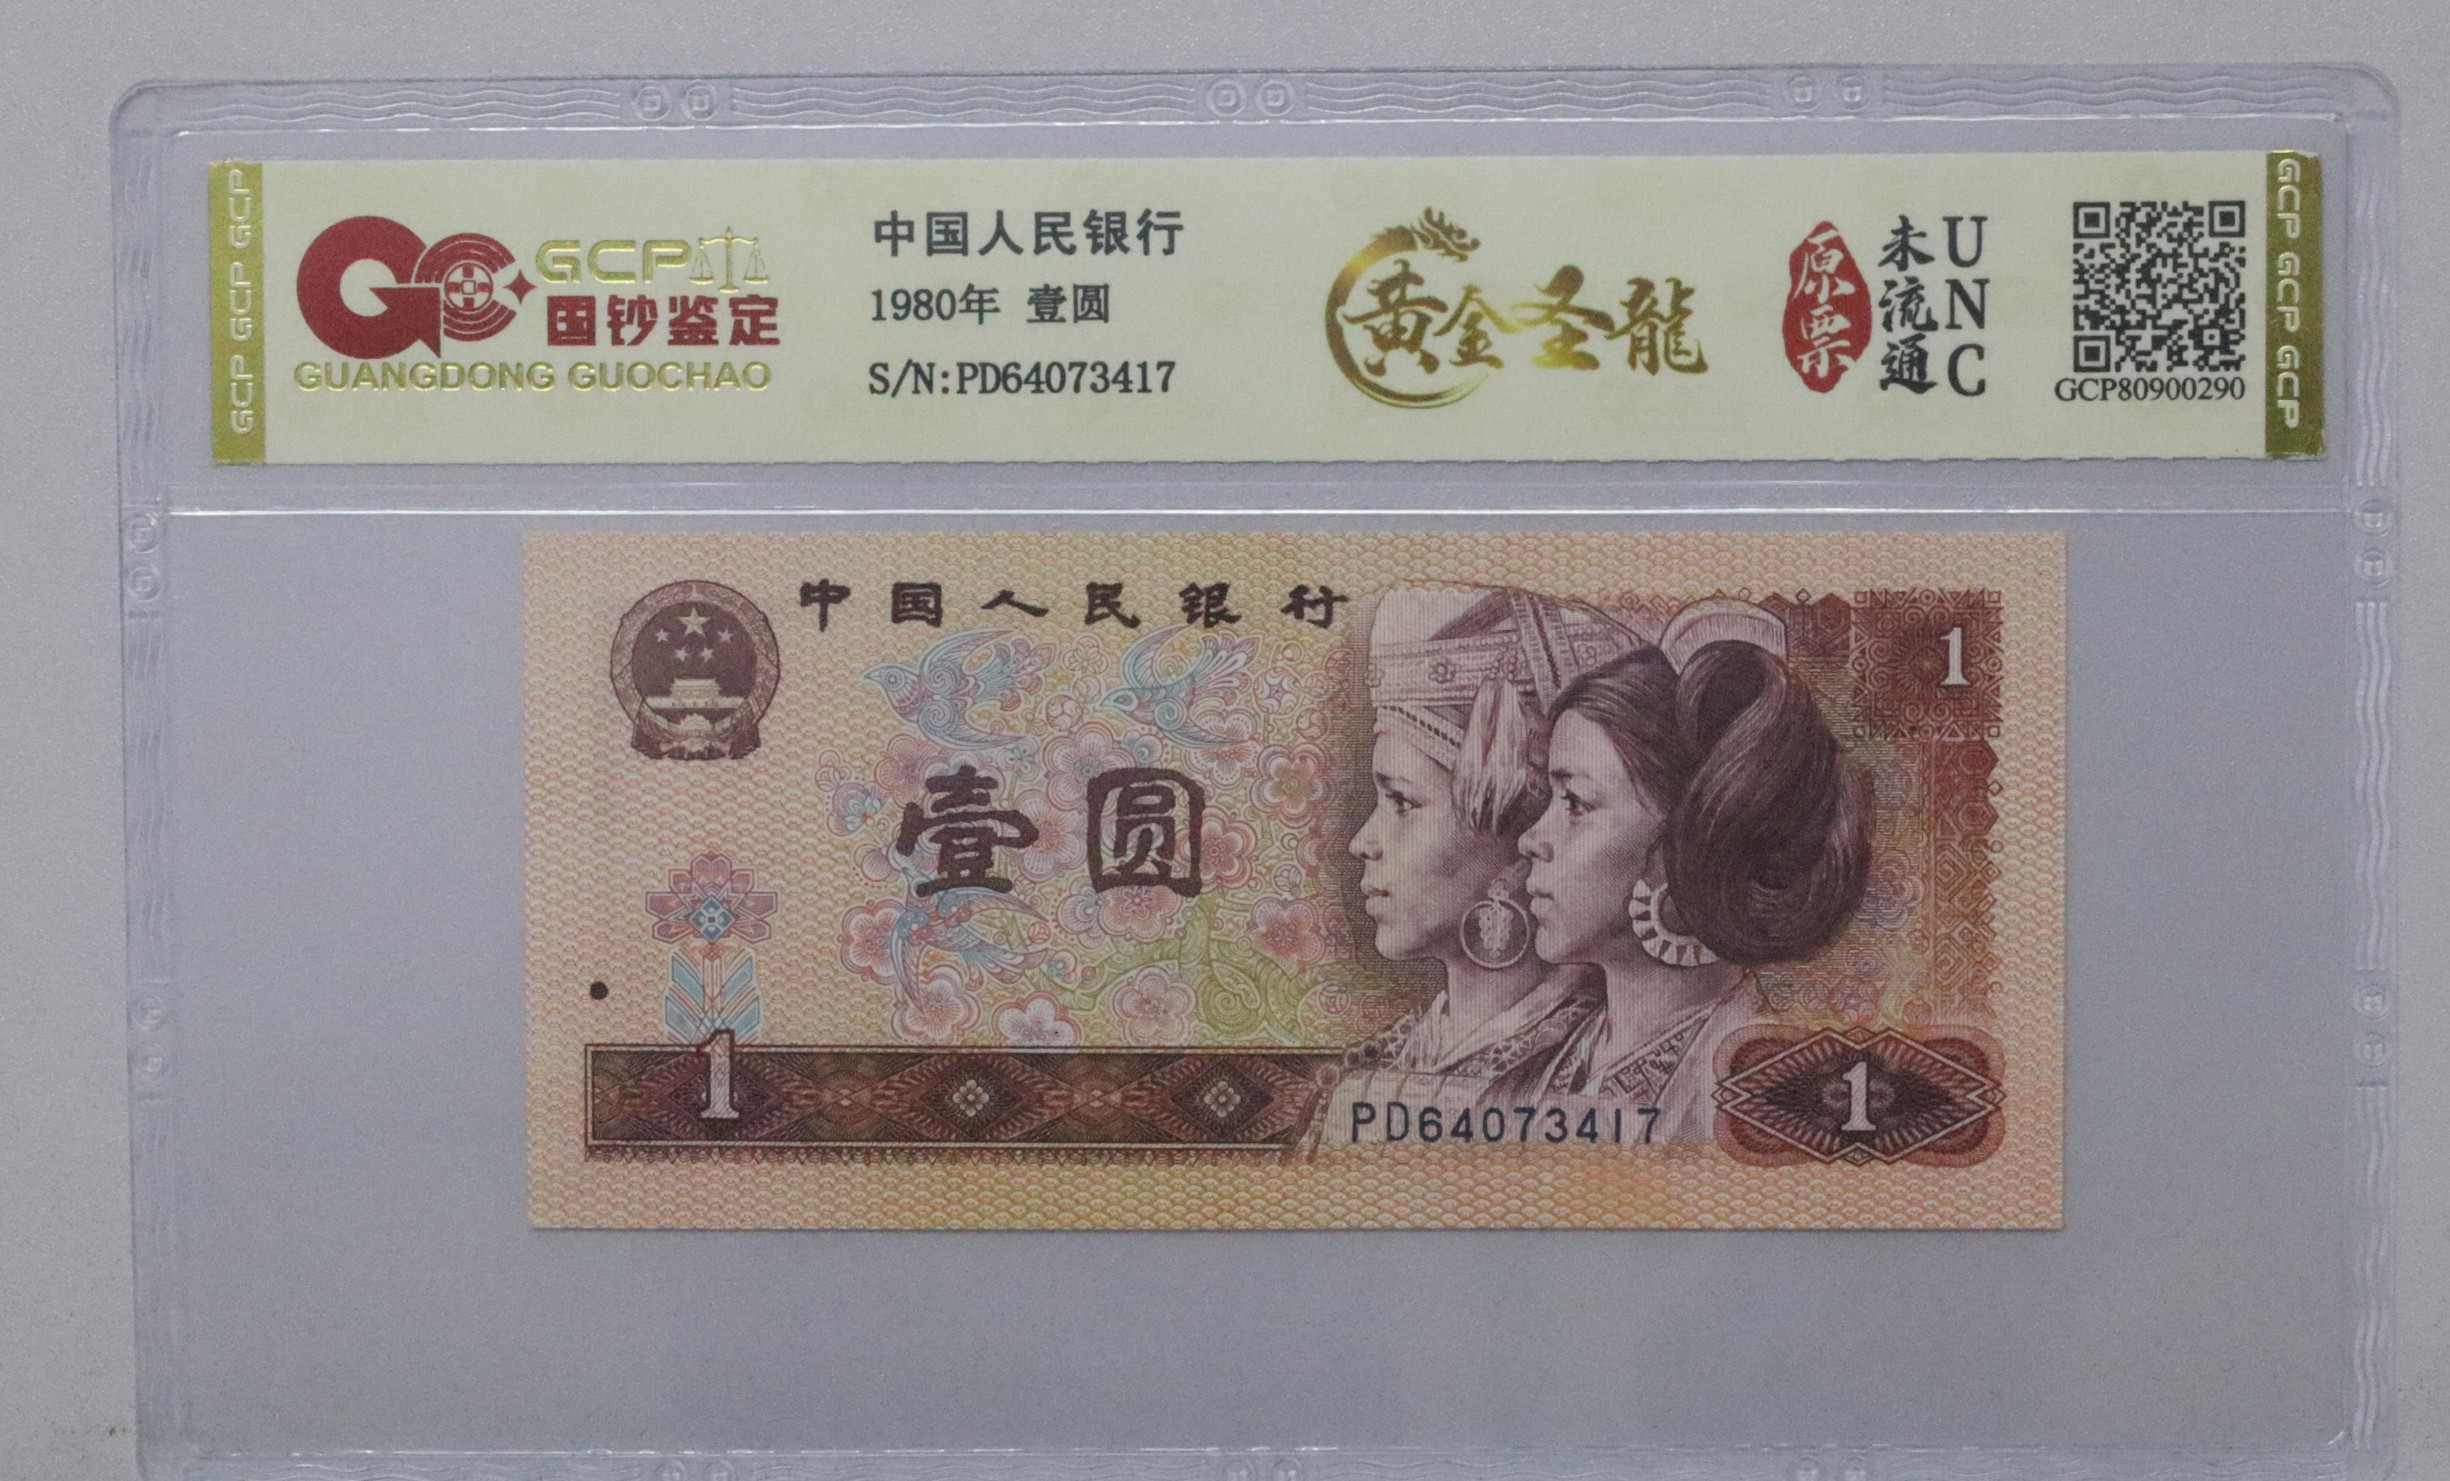 GCP GCP GCP
GCP
国钞鉴定
GUANGDONG GUOCHAO
中国人民银行
1980年 壹圆
S/N:PD64073417
黄金圣龍
原票
未流通
UNC
GCP80900290
GCP GCP GCP
中国人民银行
1
壹圆
1
PD64073417
1